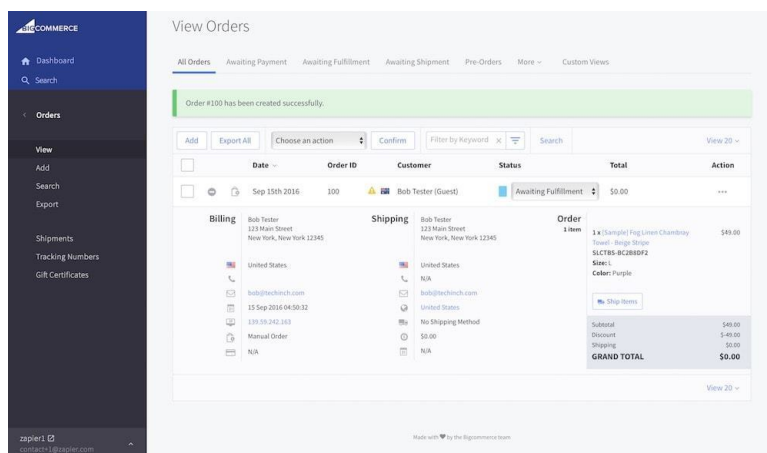 BIGCOMMERCE
Dashboard
Search
Orders
View
Add
Search
Export
Shipments
Tracking Numbers
Gift Certificates
zapier1
contact+1@zapier.com
View Orders
All Orders Awaiting Payment Awaiting Fulfillment Awaiting Shipment Pre-Orders More Custom Views
Order #100 has been created successfully.
Add Export All Choose an action Confirm Filter by Keyword × Search View 20
Date Order ID Customer Status Total Action
Sep 15th 2016 100 Bob Tester (Guest) Awaiting Fulfillment $0.00 ...
Billing
Bob Tester
123 Main Street
New York, New York 12345
United States
bob@techinch.com
15 Sep 2016 04:50:32
139.59.242.163
Manual Order
N/A
Shipping
Bob Tester
123 Main Street
New York, New York 12345
United States
N/A
bob@techinch.com
United States
No Shipping Method
$0.00
N/A
Order
1 item
1 x [Sample] Fog Linen Chambray $49.00
Towel - Beige Stripe
SLCTBS-BC2B8DF2
Size: L
Color: Purple
Ship Items
Subtotal $49.00
Discount $-49.00
Shipping $0.00
GRAND TOTAL $0.00
View 20
Made with ♥ by the Bigcommerce team